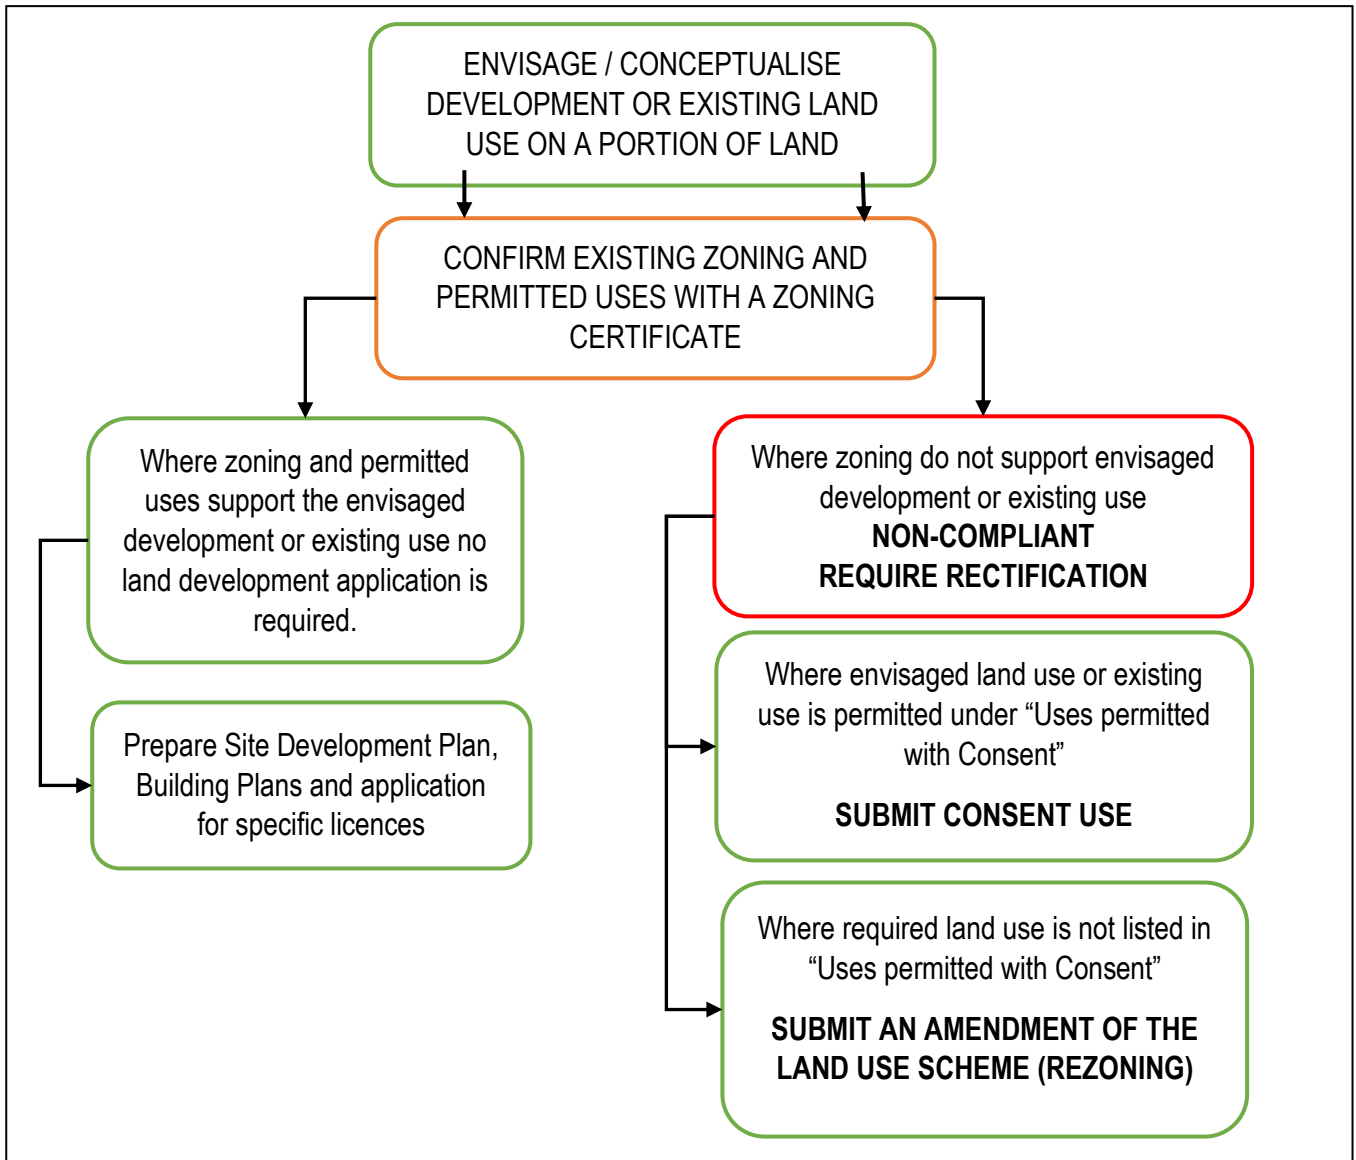 ENVISAGE / CONCEPTUALISE
DEVELOPMENT OR EXISTING LAND
USE ON A PORTION OF LAND
CONFIRM EXISTING ZONING AND
PERMITTED USES WITH A ZONING
CERTIFICATE
Where zoning and permitted
uses support the envisaged
development or existing use no
land development application is
required.
Prepare Site Development Plan,
Building Plans and application
for specific licences
Where zoning do not support envisaged
development or existing use
NON-COMPLIANT
REQUIRE RECTIFICATION
Where envisaged land use or existing
use is permitted under “Uses permitted
with Consent”
SUBMIT CONSENT USE
Where required land use is not listed in
“Uses permitted with Consent”
SUBMIT AN AMENDMENT OF THE
LAND USE SCHEME (REZONING)